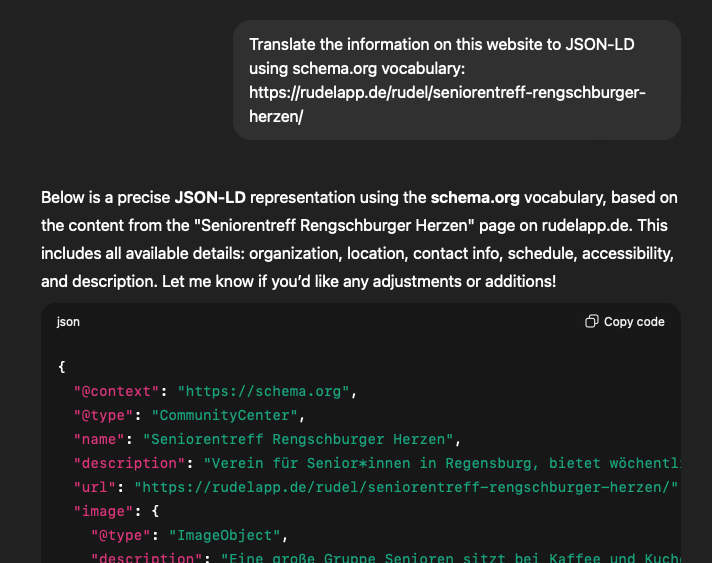 Translate the information on this website to JSON-LD
using schema.org vocabulary:
https://rudelapp.de/rudel/seniorentreff-rengschburger-
herzen/
Below is a precise JSON-LD representation using the schema.org vocabulary, based on
the content from the "Seniorentreff Rengschburger Herzen" page on rudelapp.de. This
includes all available details: organization, location, contact info, schedule, accessibility,
and description. Let me know if you’d like any adjustments or additions!
json
Copy code
{
"@context": "https://schema.org",
"@type": "CommunityCenter",
"name": "Seniorentreff Rengschburger Herzen",
"description": "Verein für Senior*innen in Regensburg, bietet wöchentli
"url": "https://rudelapp.de/rudel/seniorentreff-rengschburger-herzen/"
"image": {
"@type": "ImageObject",
"description": "Eine große Gruppe Senioren sitzt bei Kaffee und Kuche